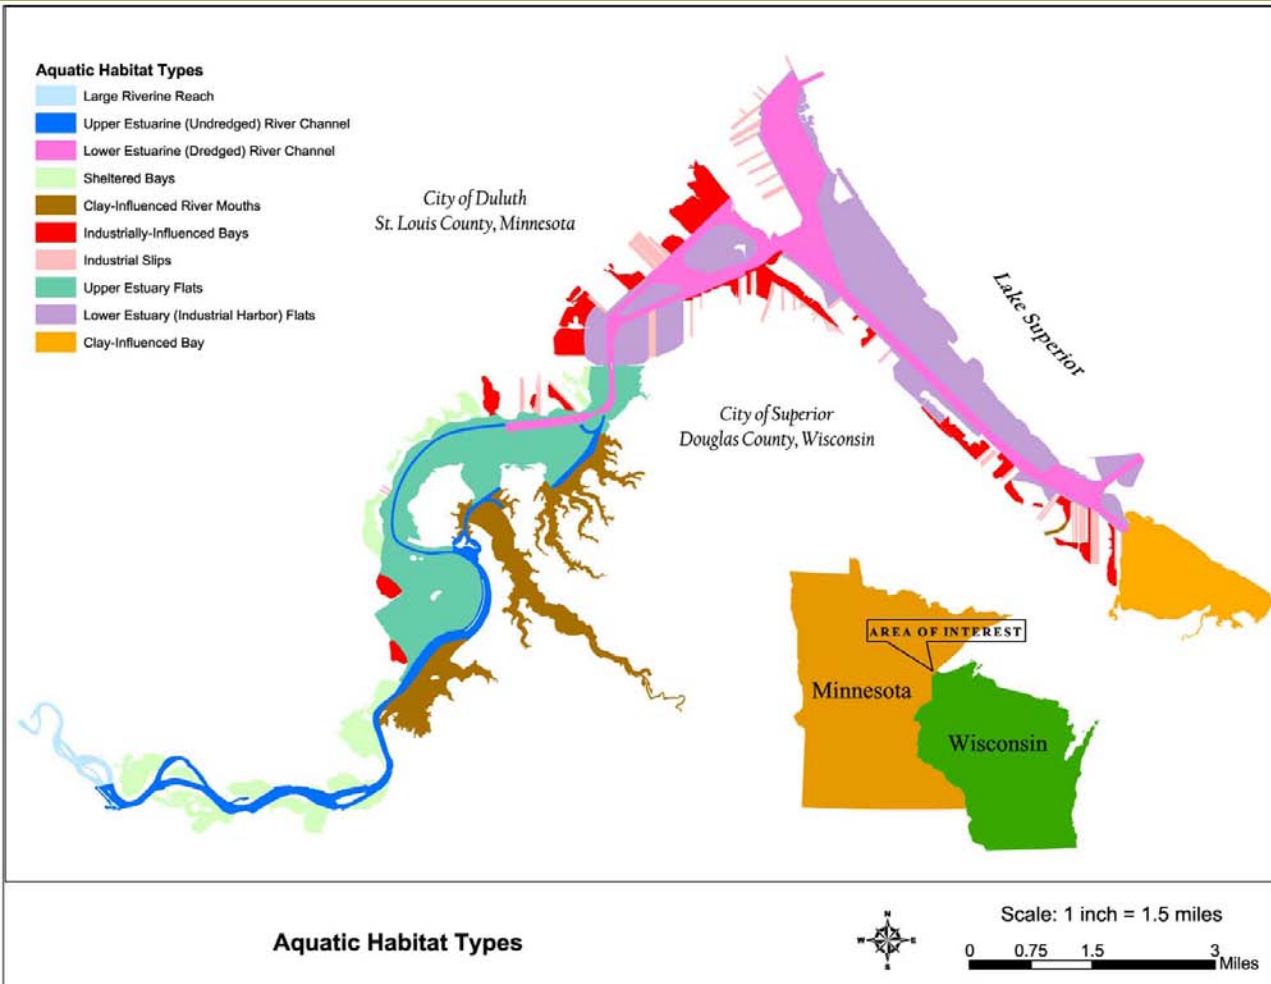 Aquatic Habitat Types
Large Riverine Reach
Upper Estuarine (Undredged) River Channel
Lower Estuarine (Dredged) River Channel
Sheltered Bays
Clay-Influenced River Mouths
Industrially-Influenced Bays
Industrial Slips
Upper Estuary Flats
Lower Estuary (Industrial Harbor) Flats
Clay-Influenced Bay
City of Duluth
St. Louis County, Minnesota
Lake Superior
City of Superior
Douglas County, Wisconsin
AREA OF INTEREST
Minnesota
Wisconsin
Aquatic Habitat Types
N
W E
S
Scale: 1 inch = 1.5 miles
0 0.75 1.5 3
Miles